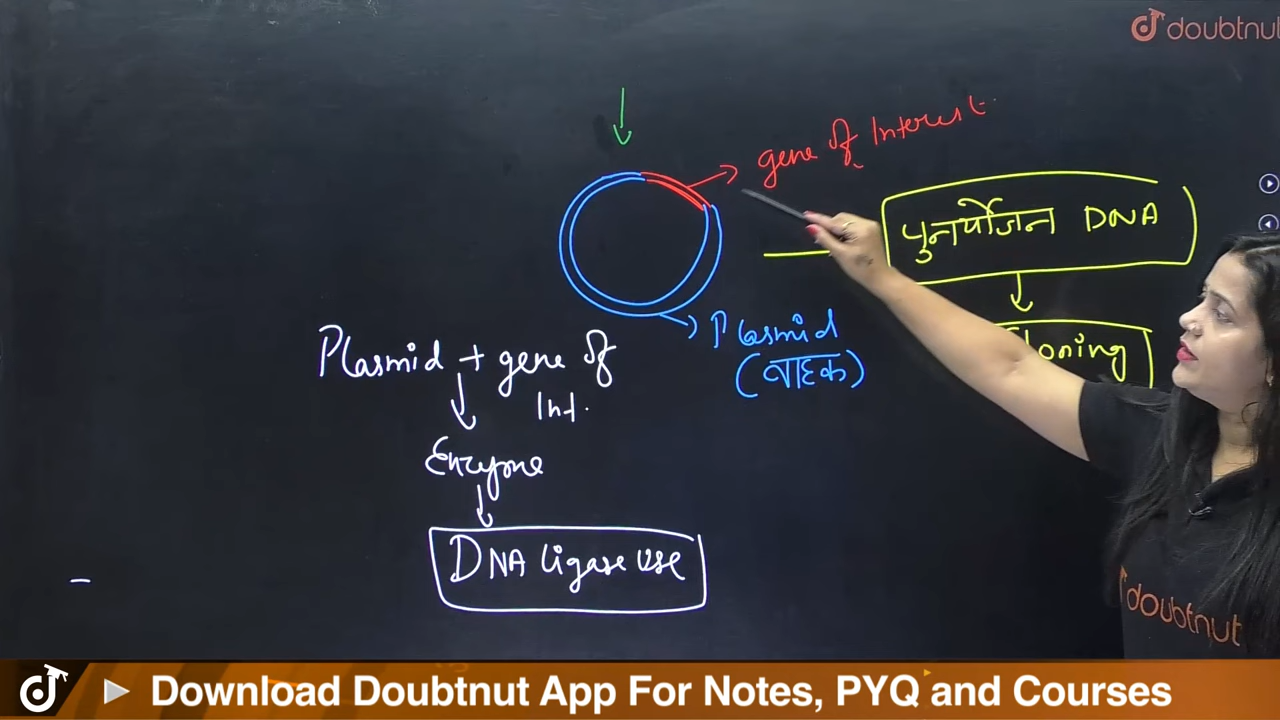 doubtnut
gene of Interest
पुनर्योजन DNA
Plasmid
(वाहक)
Cloning
Plasmid + gene of
Int.
Enzyme
DNA ligase use
doubtnut
Download Doubtnut App For Notes, PYQ and Courses